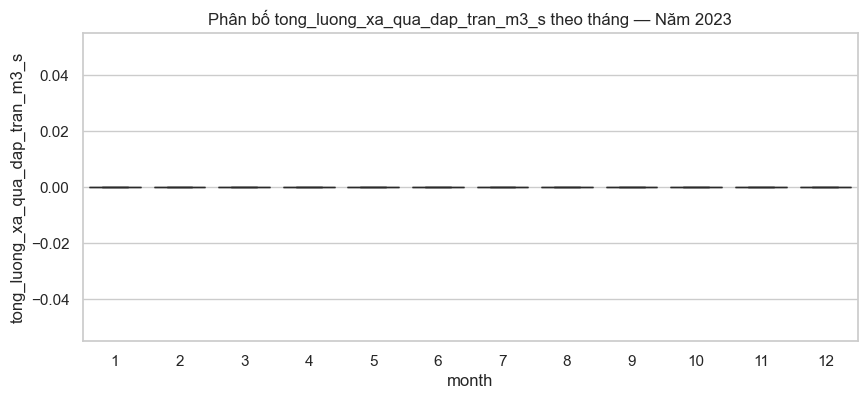 Phân bố tong_luong_xa_qua_dap_tran_m3_s theo tháng — Năm 2023
tong_luong_xa_qua_dap_tran_m3_s
0.04
0.02
0.00
−0.02
−0.04
1 2 3 4 5 6 7 8 9 10 11 12
month